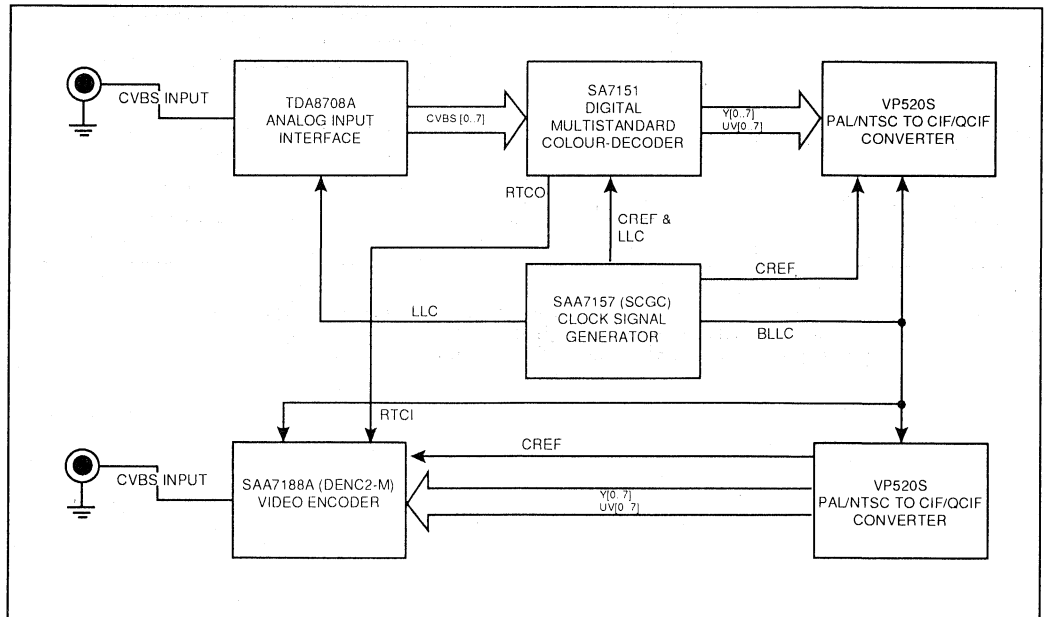 CVBS INPUT
TDA8708A
ANALOG INPUT
INTERFACE
CVBS [0..7]
SA7151
DIGITAL
MULTISTANDARD
COLOUR-DECODER
Y[0..7]
UV[0..7]
VP520S
PAL/NTSC TO CIF/QCIF
CONVERTER
RTCO
CREF &
LLC
CREF
LLC
SAA7157 (SCGC)
CLOCK SIGNAL
GENERATOR
BLLC
RTCI
CVBS INPUT
SAA7188A (DENC2-M)
VIDEO ENCODER
CREF
Y[0..7]
UV[0..7]
VP520S
PAL/NTSC TO CIF/QCIF
CONVERTER